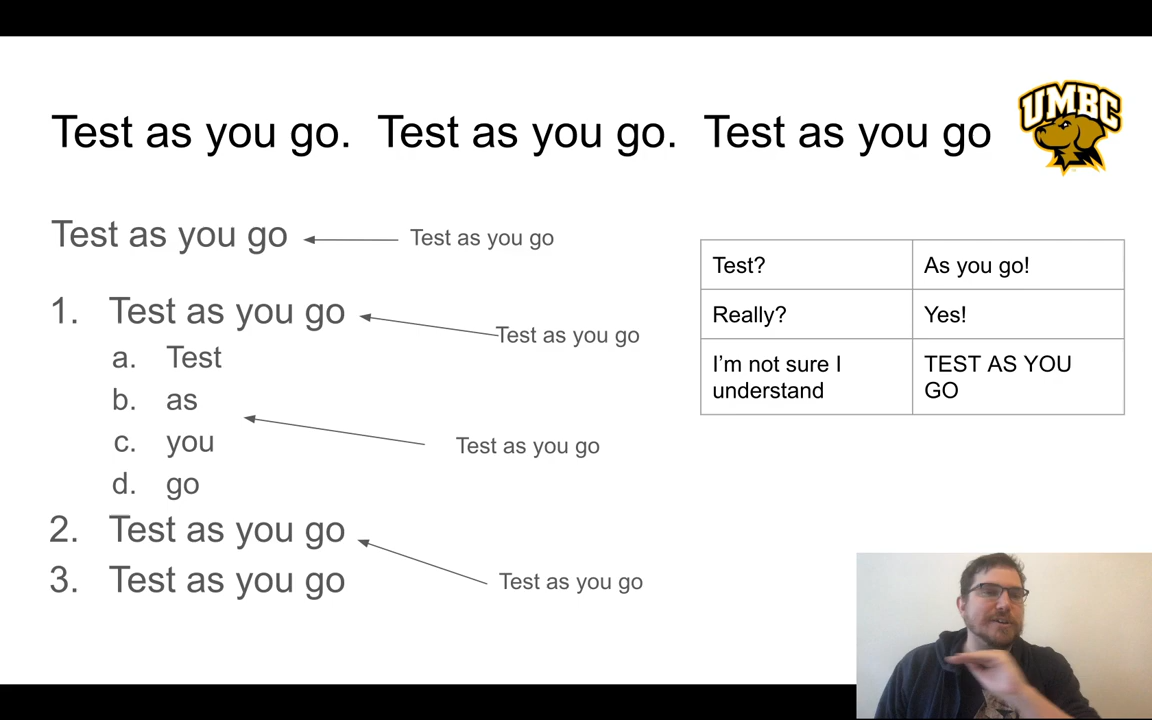 Test as you go. Test as you go. Test as you go
UMBC
Test as you go
Test as you go
1. Test as you go
Test as you go
a. Test
b. as
c. you
d. go
Test as you go
2. Test as you go
3. Test as you go
Test as you go
Test? As you go!
Really? Yes!
I'm not sure I
understand
TEST AS YOU
GO